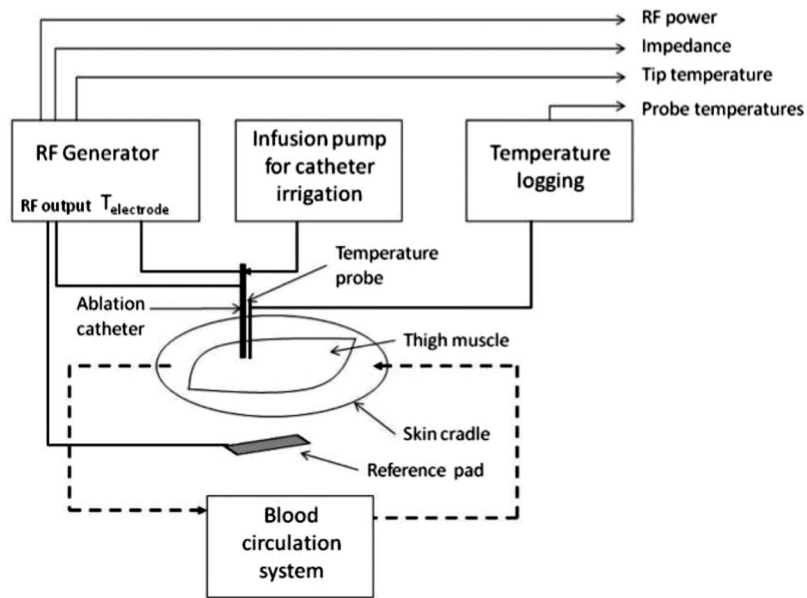 RF power
Impedance
Tip temperature
Probe temperatures
RF Generator
RF output Telectrode
Infusion pump
for catheter
irrigation
Temperature
logging
Temperature
probe
Ablation
catheter
Thigh muscle
Skin cradle
Reference pad
Blood
circulation
system